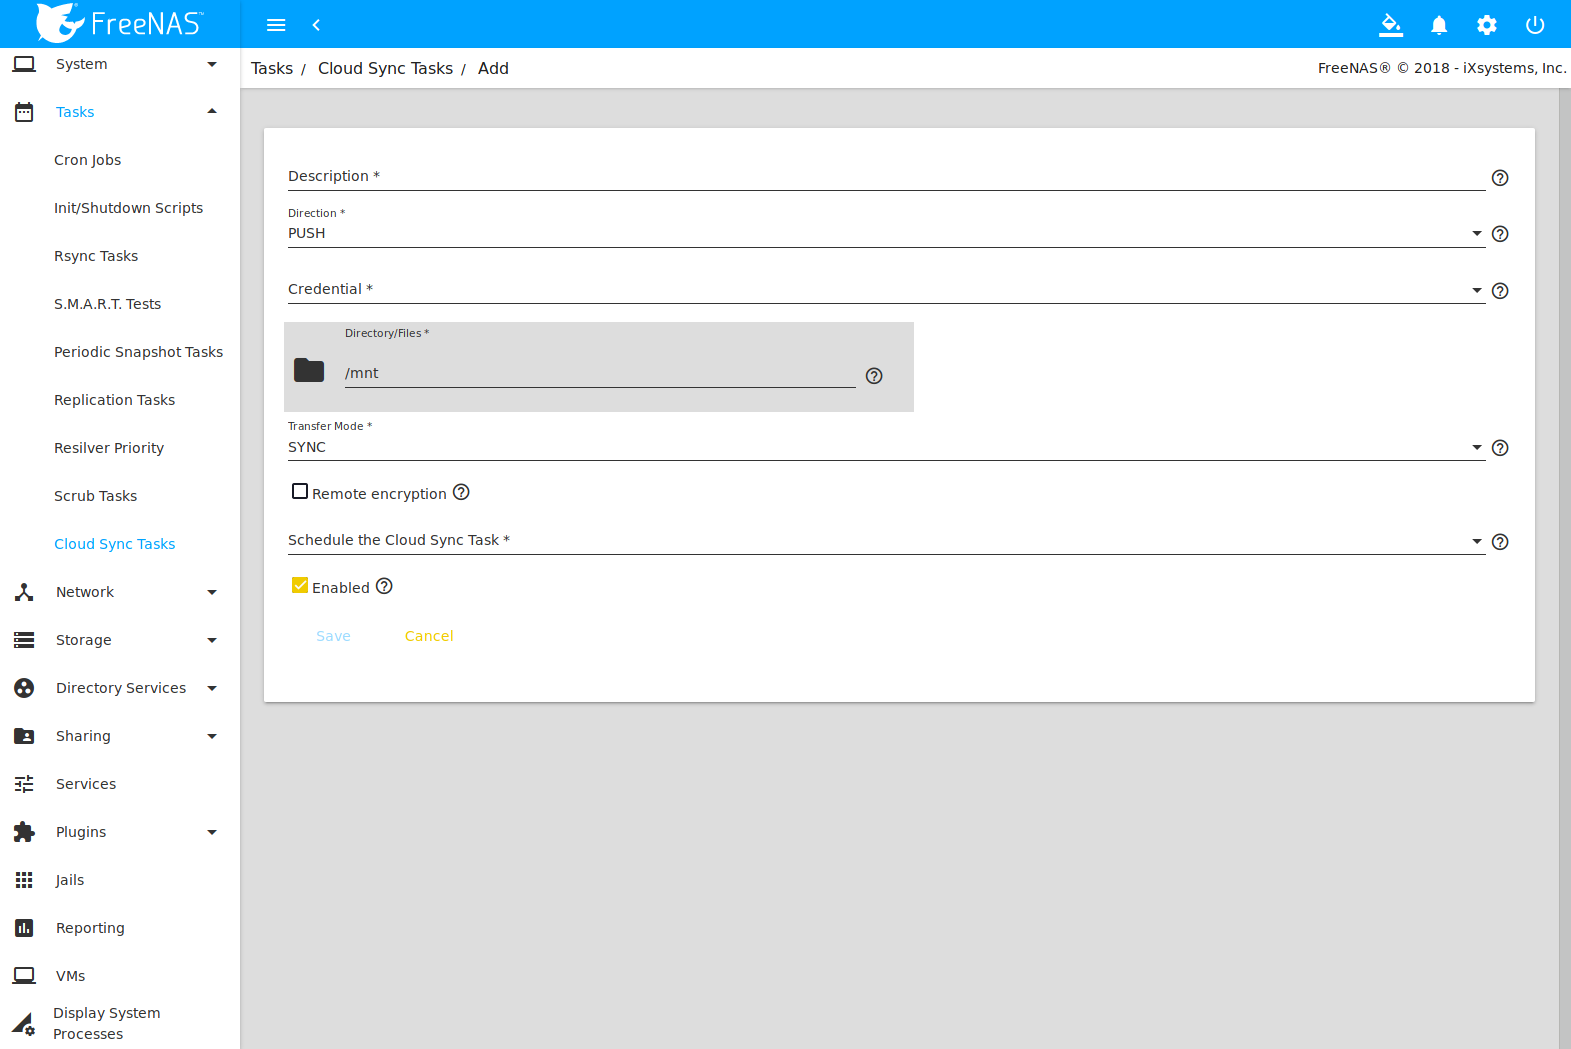 FreeNAS™
System
Tasks
Cron Jobs
Init/Shutdown Scripts
Rsync Tasks
S.M.A.R.T. Tests
Periodic Snapshot Tasks
Replication Tasks
Resilver Priority
Scrub Tasks
Cloud Sync Tasks
Network
Storage
Directory Services
Sharing
Services
Plugins
Jails
Reporting
VMs
Display System
Processes
Tasks / Cloud Sync Tasks / Add
FreeNAS® © 2018 - iXsystems, Inc.
Description *
Direction *
PUSH
Credential *
Directory/Files *
/mnt
Transfer Mode *
SYNC
Remote encryption
Schedule the Cloud Sync Task *
Enabled
Save Cancel